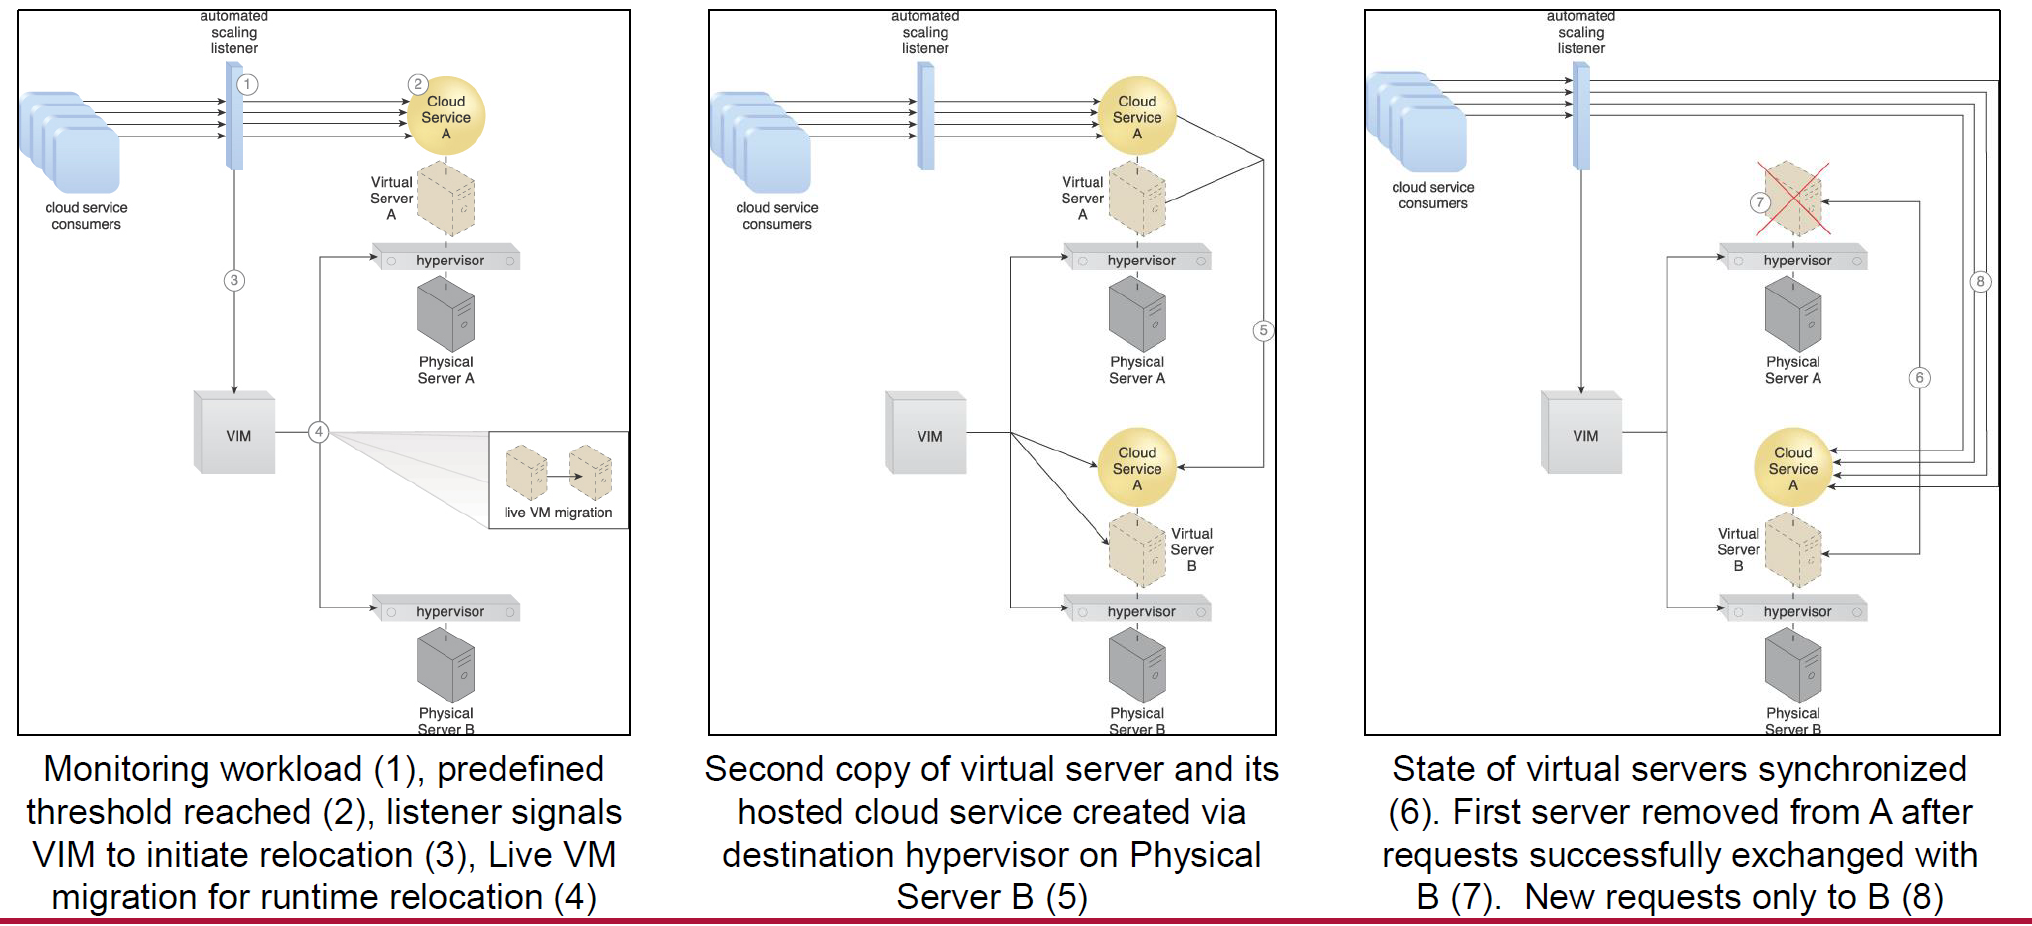 automated
scaling
listener
1
2
Cloud
Service
A
Virtual
Server
A
cloud service
consumers
hypervisor
3
Physical
Server A
VIM
4
live VM migration
hypervisor
Physical
Server B
Monitoring workload (1), predefined
threshold reached (2), listener signals
VIM to initiate relocation (3), Live VM
migration for runtime relocation (4)
automated
scaling
listener
Cloud
Service
A
Virtual
Server
A
cloud service
consumers
hypervisor
Physical
Server A
5
VIM
Cloud
Service
A
Virtual
Server
B
hypervisor
Physical
Server B
Second copy of virtual server and its
hosted cloud service created via
destination hypervisor on Physical
Server B (5)
automated
scaling
listener
cloud service
consumers
7
hypervisor
8
Physical
Server A
6
VIM
Cloud
Service
A
Virtual
Server
B
hypervisor
Physical
Server B
State of virtual servers synchronized
(6). First server removed from A after
requests successfully exchanged with
B (7).  New requests only to B (8)